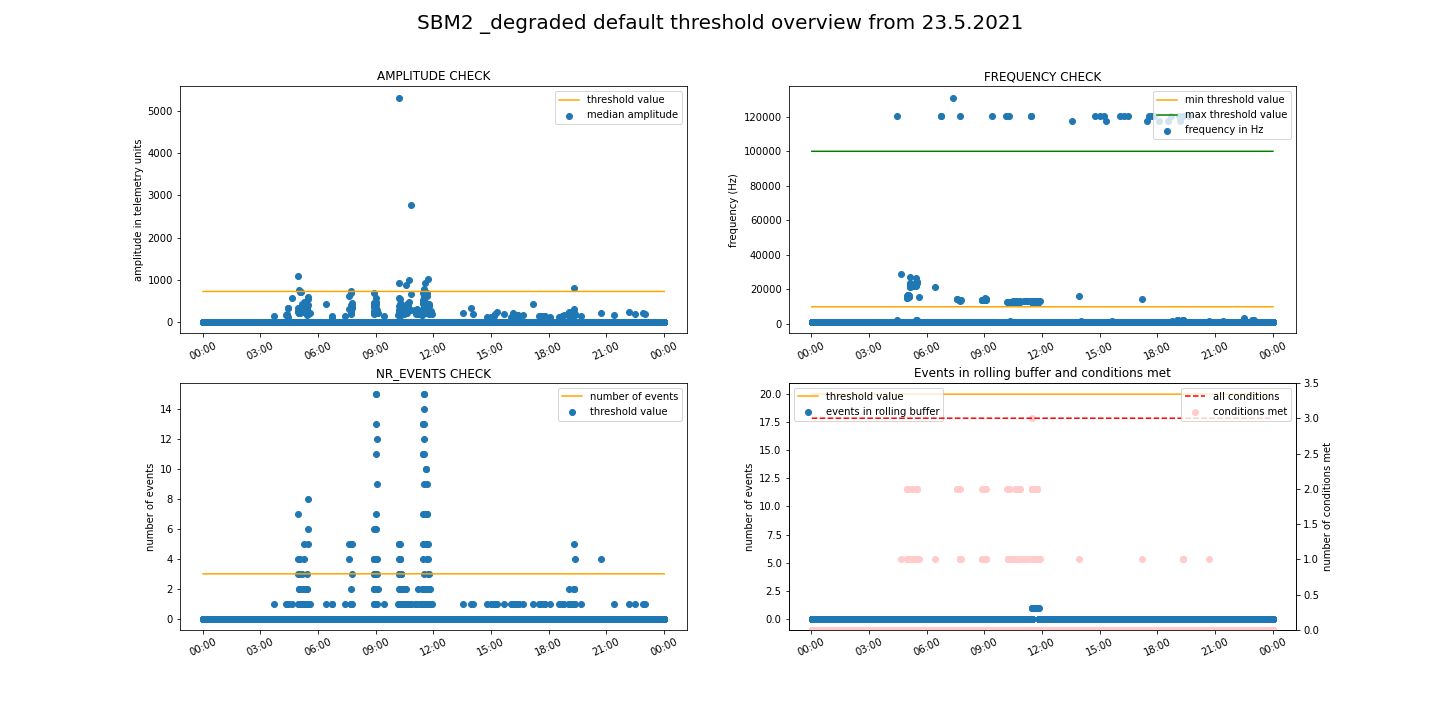 SBM2 _degraded default threshold overview from 23.5.2021
AMPLITUDE CHECK
amplitude in telemetry units
5000
4000
3000
2000
1000
0
threshold value
median amplitude
00:00 03:00 06:00 09:00 12:00 15:00 18:00 21:00 00:00
FREQUENCY CHECK
frequency (Hz)
120000
100000
80000
60000
40000
20000
0
min threshold value
max threshold value
frequency in Hz
00:00 03:00 06:00 09:00 12:00 15:00 18:00 21:00 00:00
NR_EVENTS CHECK
number of events
14
12
10
8
6
4
2
0
number of events
threshold value
00:00 03:00 06:00 09:00 12:00 15:00 18:00 21:00 00:00
Events in rolling buffer and conditions met
number of events
20.0
17.5
15.0
12.5
10.0
7.5
5.0
2.5
0.0
threshold value
events in rolling buffer
all conditions
conditions met
3.5
3.0
2.5
2.0
1.5
1.0
0.5
0.0
number of conditions met
00:00 03:00 06:00 09:00 12:00 15:00 18:00 21:00 00:00